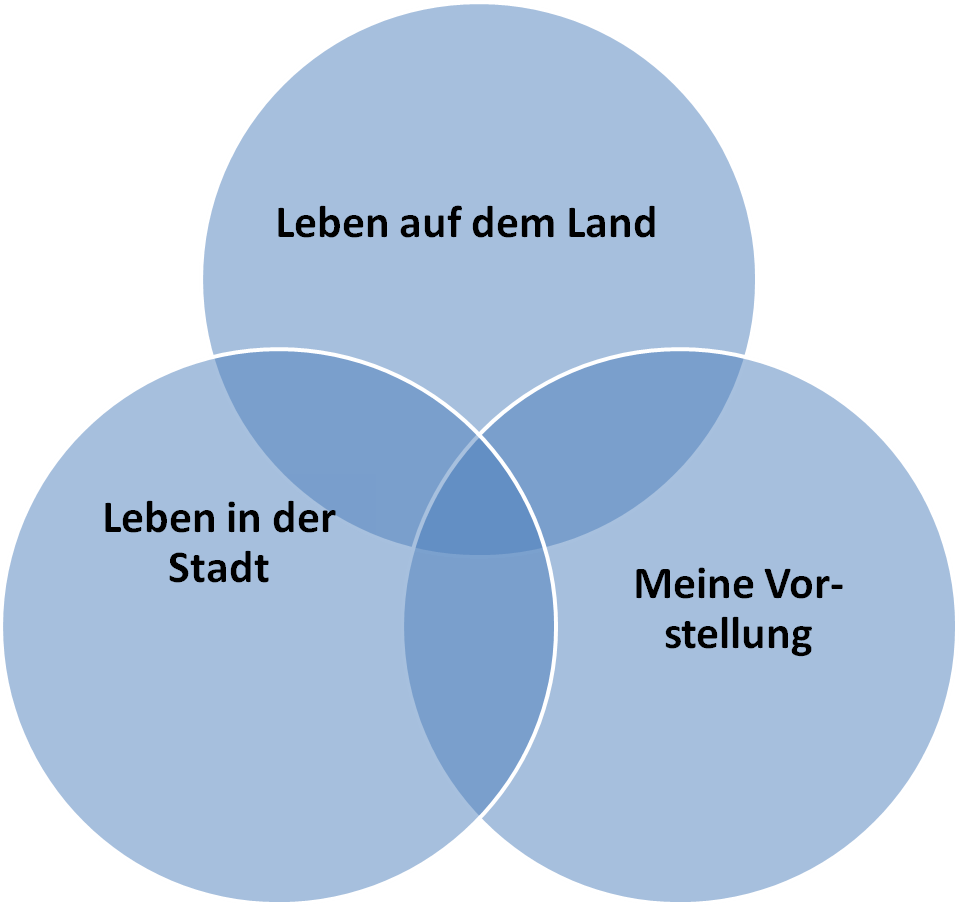 Leben auf dem Land
Leben in der
Stadt
Meine Vor-
stellung